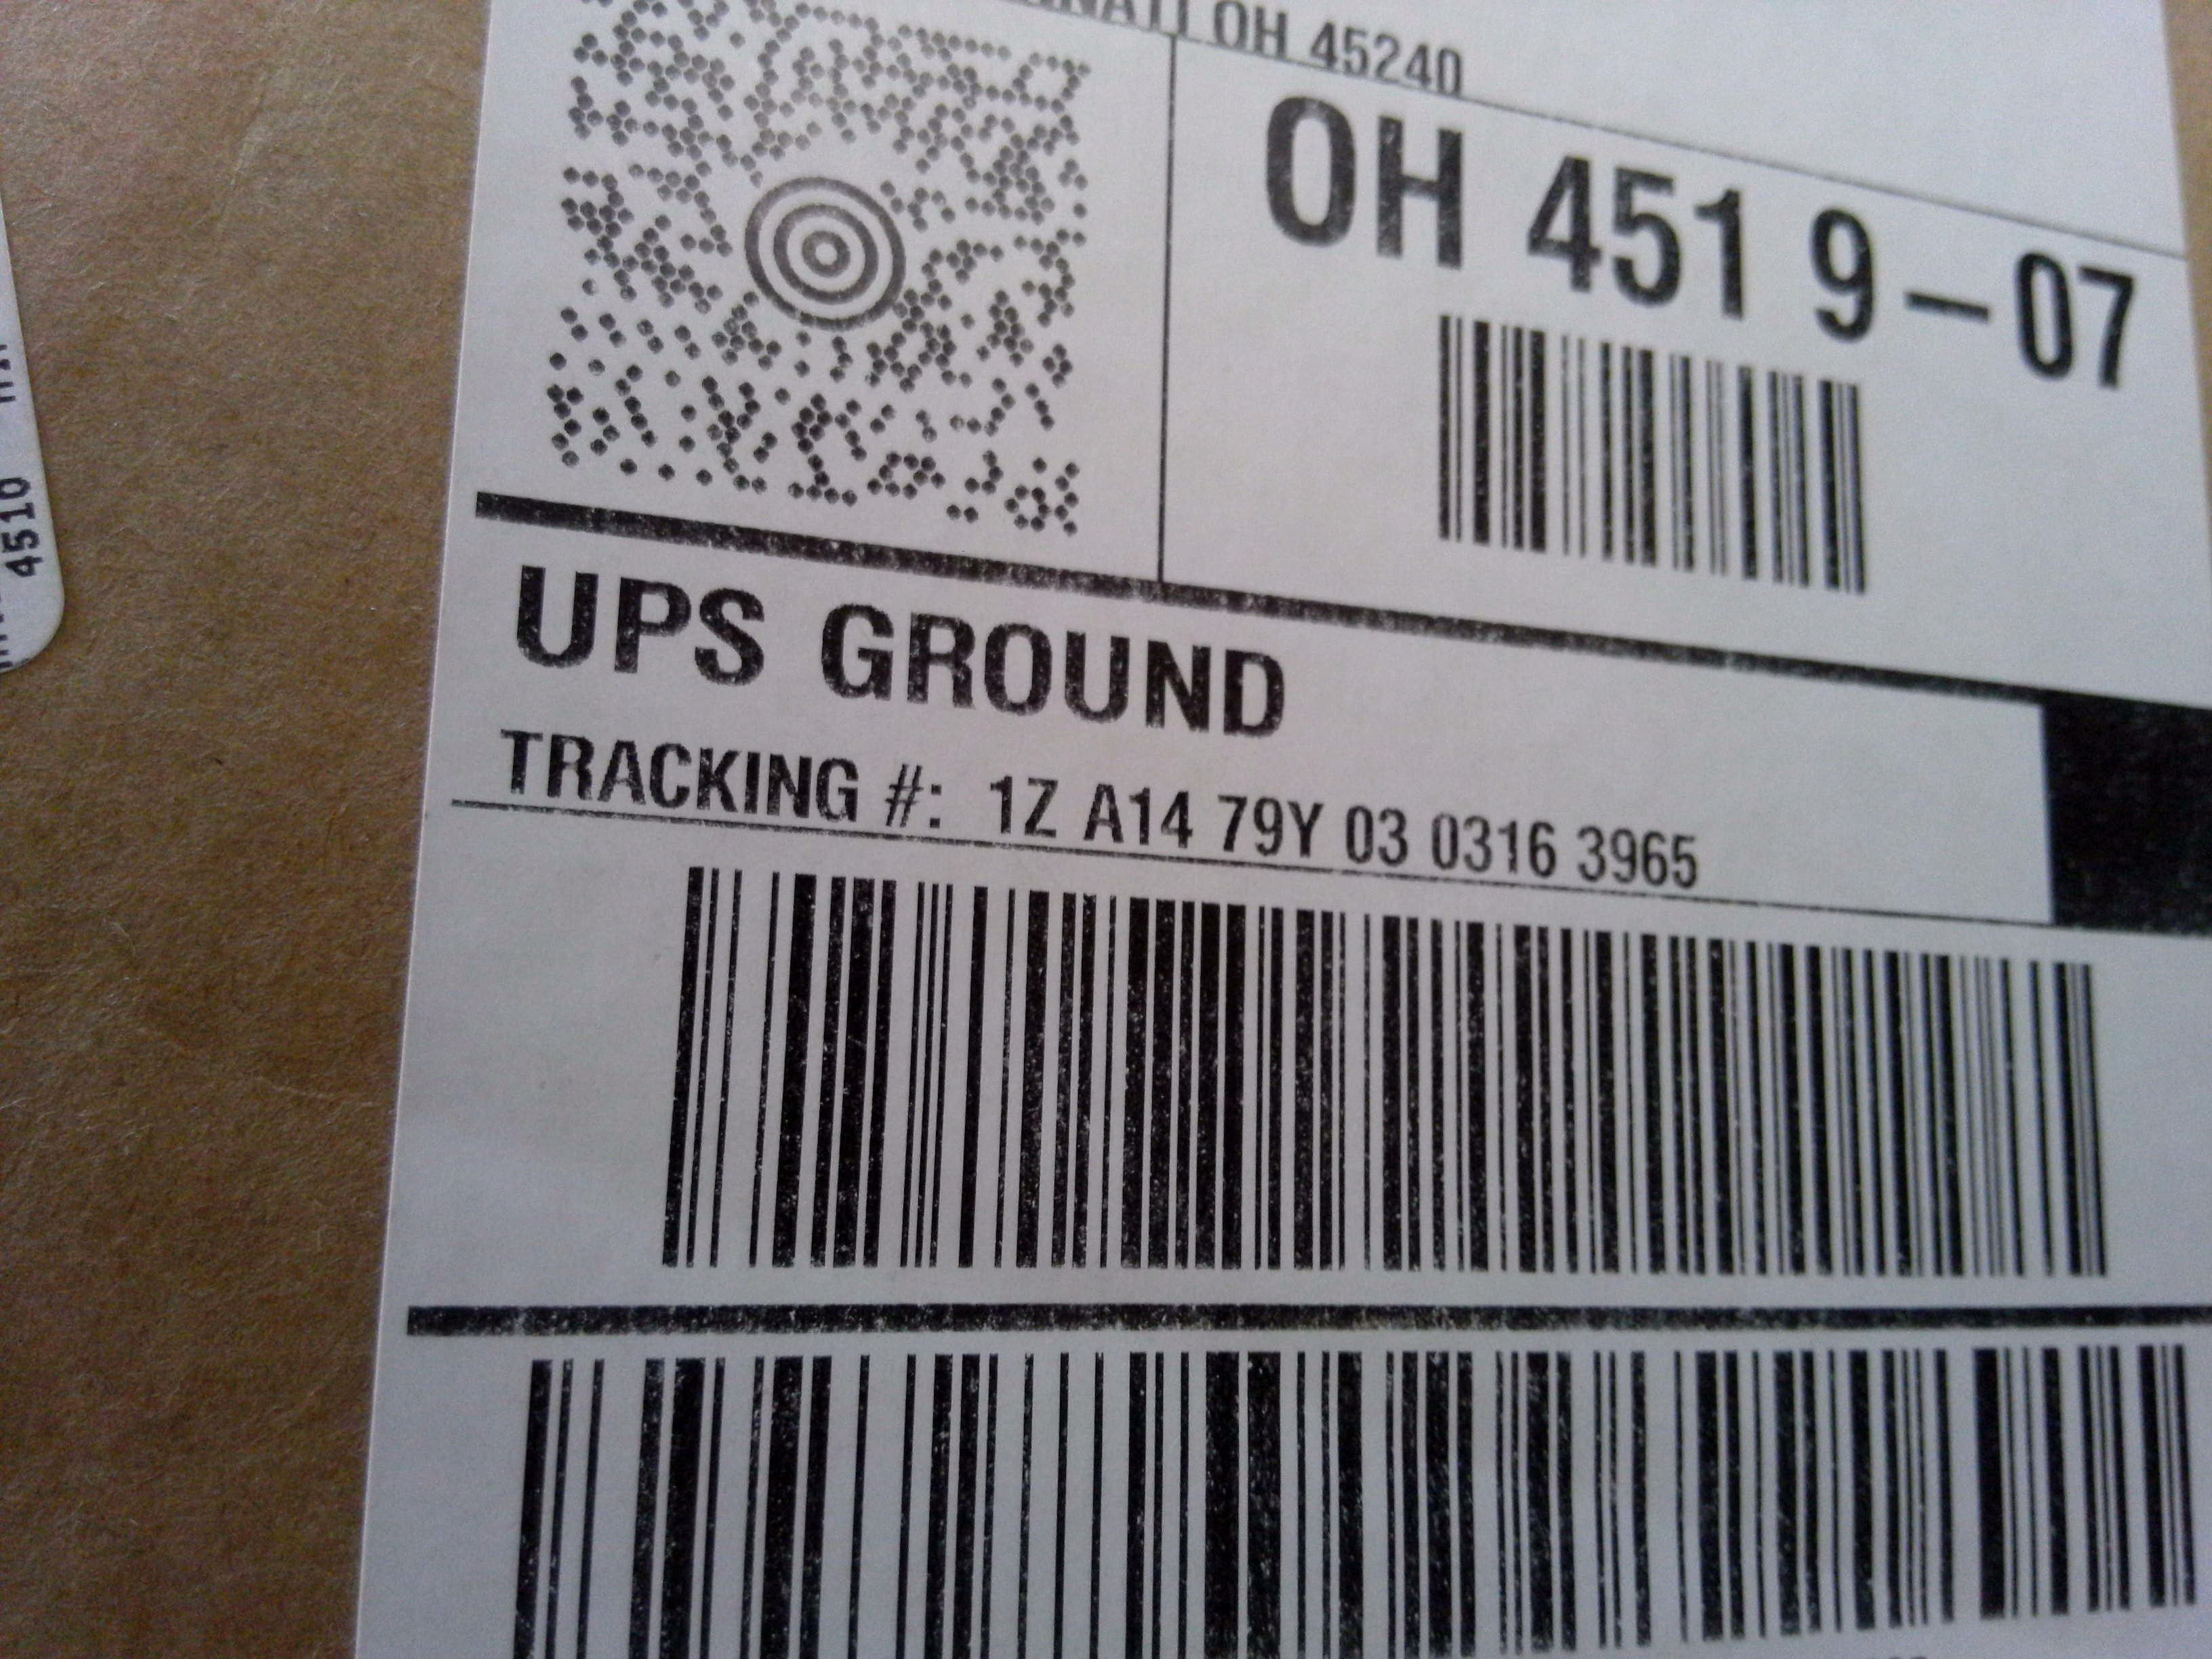 OH 45240
OH 451 9-07
UPS GROUND
TRACKING #: 1Z A14 79Y 03 0316 3965
4510